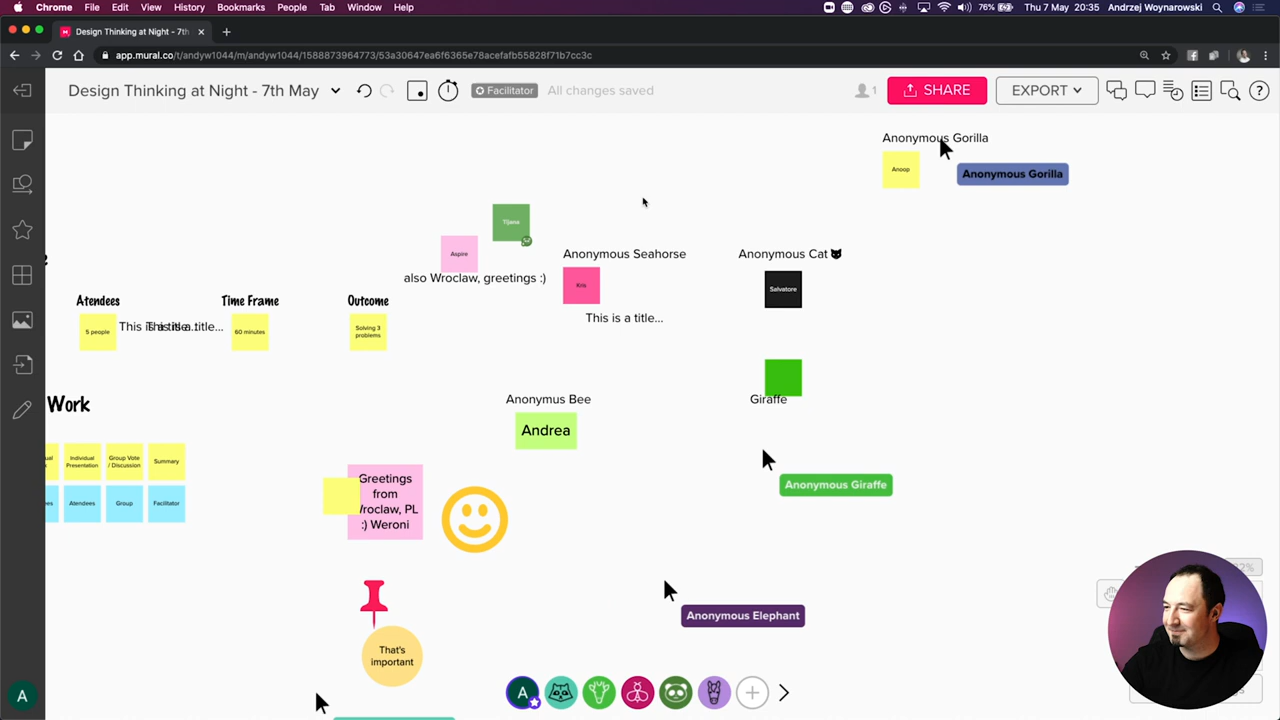 Chrome File Edit View History Bookmarks People Tab Window Help
76% Thu 7 May 20:35 Andrzej Woynarowski
Design Thinking at Night - 7th
app.mural.co/t/andyw1044/m/andyw1044/1588873964773/53a30647ea6f6365e78acefafb55828f71b7cc3c
Design Thinking at Night - 7th May
Facilitator
All changes saved
1
SHARE
EXPORT
?
Anonymous Gorilla
Anoop
Anonymous Gorilla
Tijana
Aspire
also Wroclaw, greetings :)
Anonymous Seahorse
Kris
This is a title...
Anonymous Cat
Salvatore
Atendees
Time Frame
Outcome
5 people
This is a title...
60 minutes
Solving 3
problems
Giraffe
Work
Anonymus Bee
Andrea
Individual
Presentation
Group Vote
/ Discussion
Summary
Atendees
Group
Facilitator
Greetings
from
Wroclaw, PL
:) Weroni
Anonymous Giraffe
Anonymous Elephant
That's
important
A
A